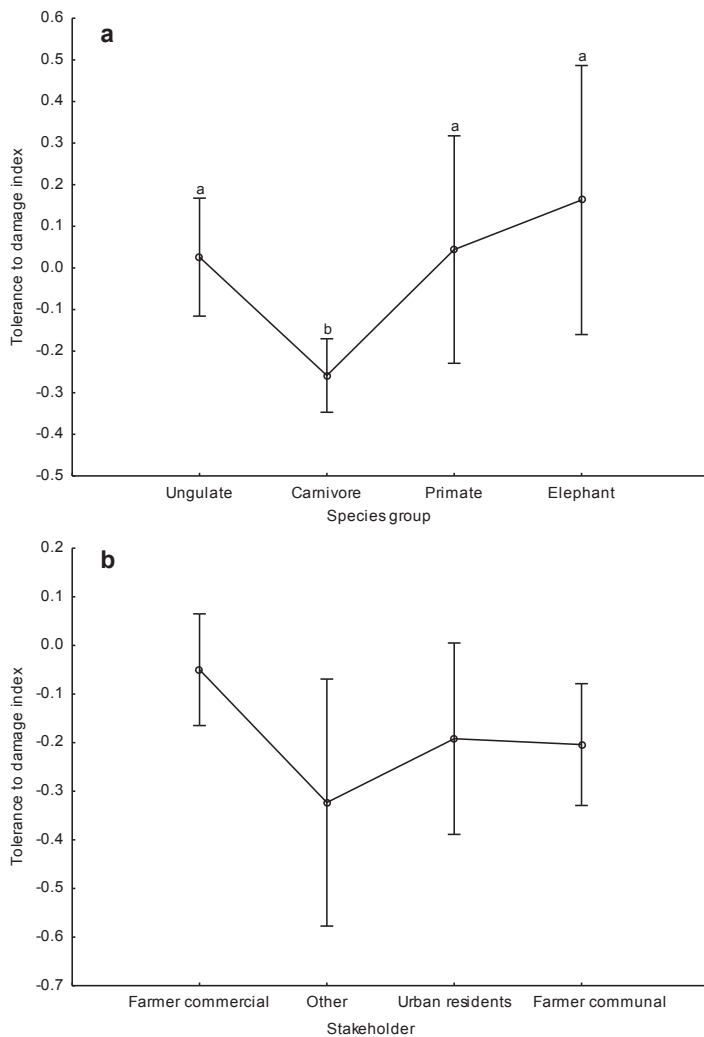 a
0.6
0.5
0.4
0.3
0.2
0.1
0.0
-0.1
-0.2
-0.3
-0.4
-0.5
Tolerance to damage index
a
b
a
a
Ungulate Carnivore Primate Elephant
Species group
b
0.2
0.1
0.0
-0.1
-0.2
-0.3
-0.4
-0.5
-0.6
-0.7
Tolerance to damage index
Farmer commercial Other Urban residents Farmer communal
Stakeholder